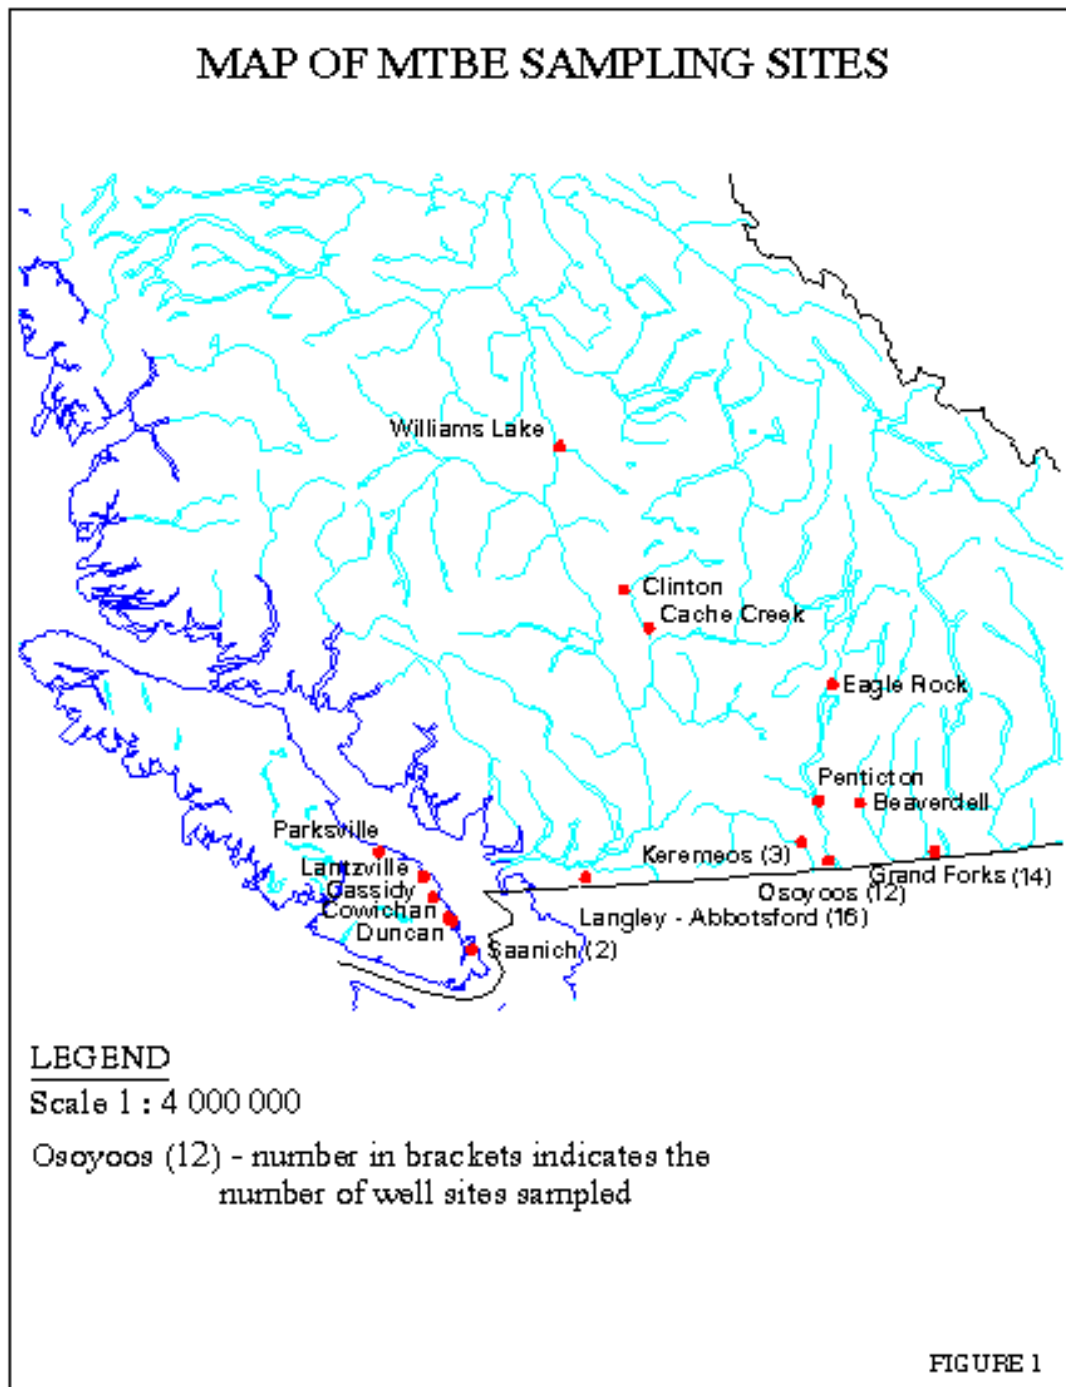 MAP OF MTBE SAMPLING SITES
Williams Lake
Clinton
Cache Creek
Eagle Rock
Penticton
Beaverdell
Parksville
Keremeos (3)
Lantzville
Grand Forks (14)
Cassidy
Osoyoos (12)
Cowichan
Langley - Abbotsford (16)
Duncan
Saanich (2)
LEGEND
Scale 1 : 4 000 000
Osoyoos (12) - number in brackets indicates the
number of well sites sampled
FIGURE 1